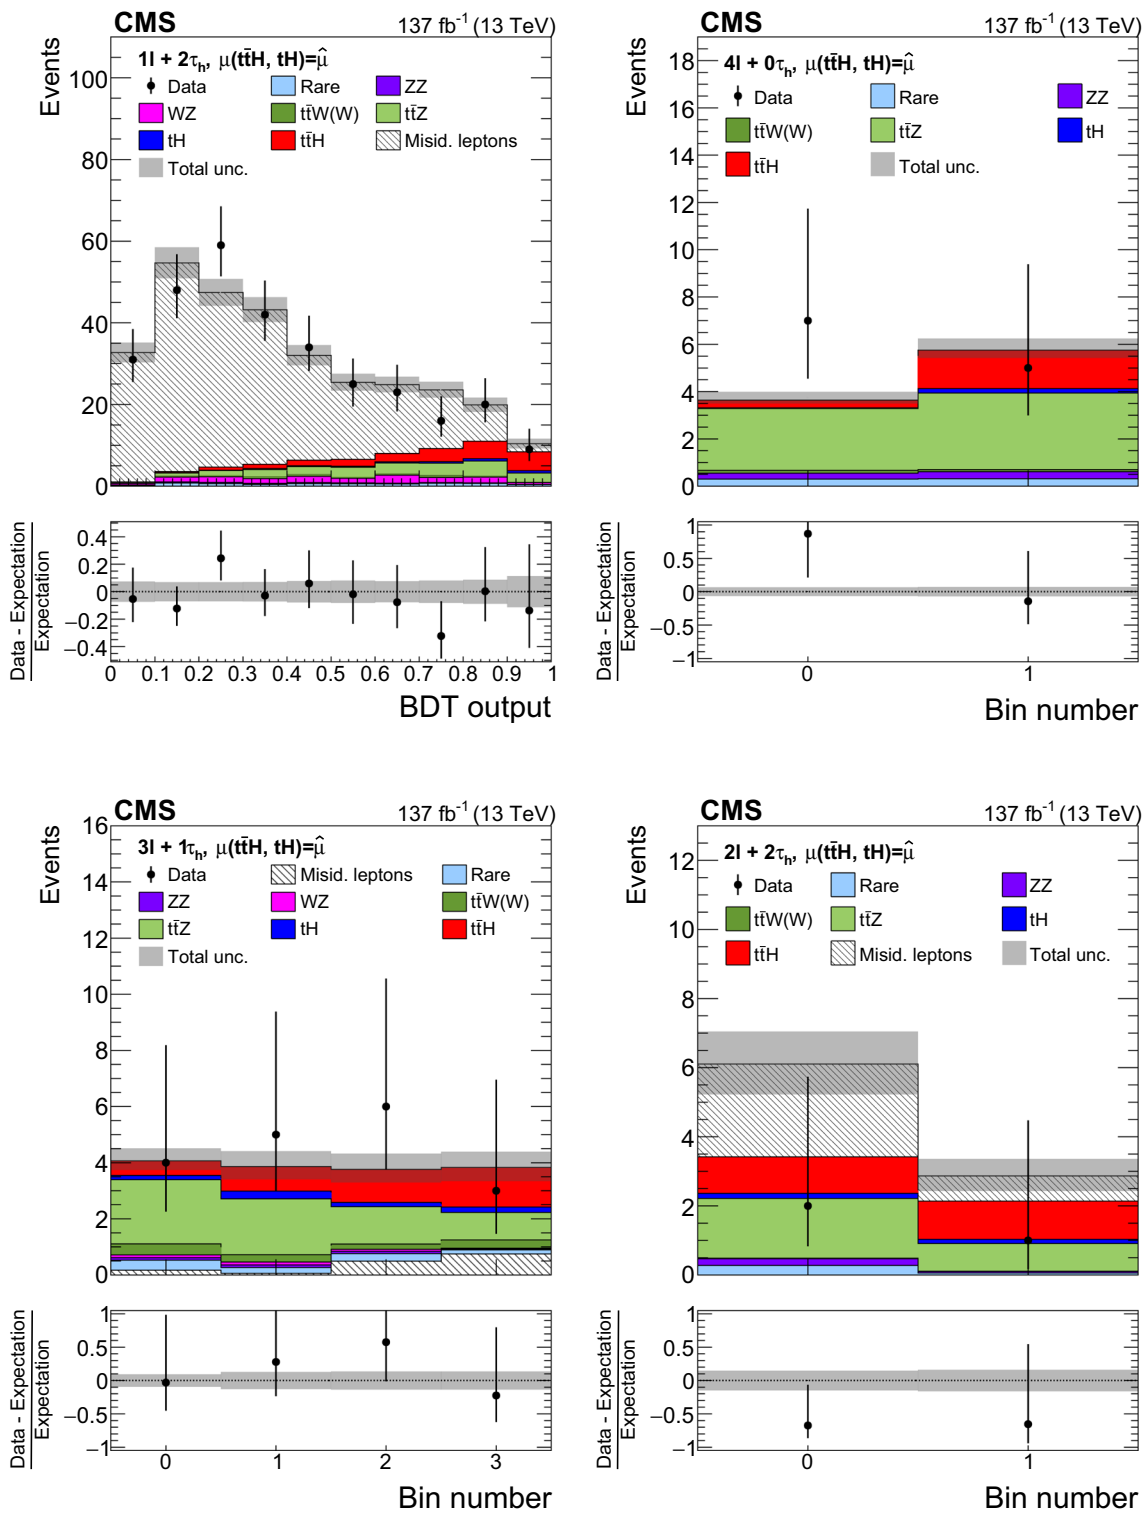 CMS 137 fb⁻¹ (13 TeV)
Events
1l + 2τₕ, μ(tt̄H, tH)=μ̂
Data Rare ZZ
WZ tt̄W(W) tt̄Z
tH tt̄H Misid. leptons
Total unc.
100
80
60
40
20
0
Data - Expectation
Expectation
0.4
0.2
0
−0.2
−0.4
0 0.1 0.2 0.3 0.4 0.5 0.6 0.7 0.8 0.9 1
BDT output
CMS 137 fb⁻¹ (13 TeV)
Events
4l + 0τₕ, μ(tt̄H, tH)=μ̂
Data Rare ZZ
tt̄W(W) tt̄Z tH
tt̄H Total unc.
18
16
14
12
10
8
6
4
2
0
Data - Expectation
Expectation
1
0.5
0
−0.5
−1
0 1
Bin number
CMS 137 fb⁻¹ (13 TeV)
Events
3l + 1τₕ, μ(tt̄H, tH)=μ̂
Data Misid. leptons Rare
ZZ WZ tt̄W(W)
tt̄Z tH tt̄H
Total unc.
16
14
12
10
8
6
4
2
0
Data - Expectation
Expectation
1
0.5
0
−0.5
−1
0 1 2 3
Bin number
CMS 137 fb⁻¹ (13 TeV)
Events
2l + 2τₕ, μ(tt̄H, tH)=μ̂
Data Rare ZZ
tt̄W(W) tt̄Z tH
tt̄H Misid. leptons Total unc.
12
10
8
6
4
2
0
Data - Expectation
Expectation
1
0.5
0
−0.5
−1
0 1
Bin number